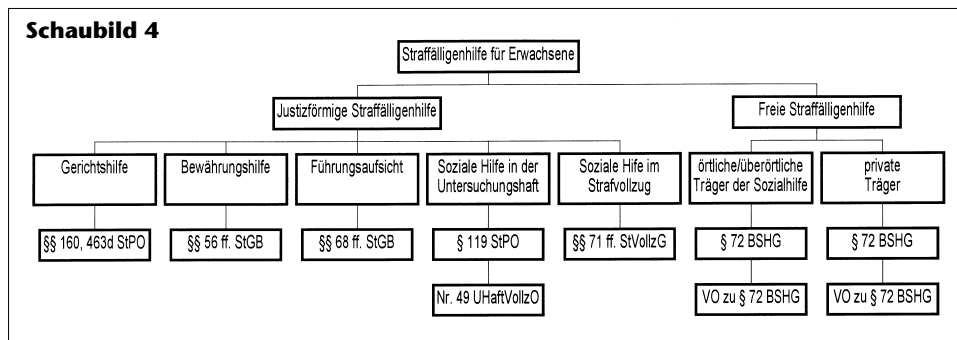 Schaubild 4
Straffälligenhilfe für Erwachsene
Justizförmige Straffälligenhilfe
Freie Straffälligenhilfe
Gerichtshilfe
Bewährungshilfe
Führungsaufsicht
Soziale Hilfe in der
Untersuchungshaft
Soziale Hife im
Strafvollzug
örtliche/überörtliche
Träger der Sozialhilfe
private
Träger
§§ 160, 463d StPO
§§ 56 ff. StGB
§§ 68 ff. StGB
§ 119 StPO
§§ 71 ff. StVollzG
§ 72 BSHG
§ 72 BSHG
Nr. 49 UHaftVollzO
VO zu § 72 BSHG
VO zu § 72 BSHG